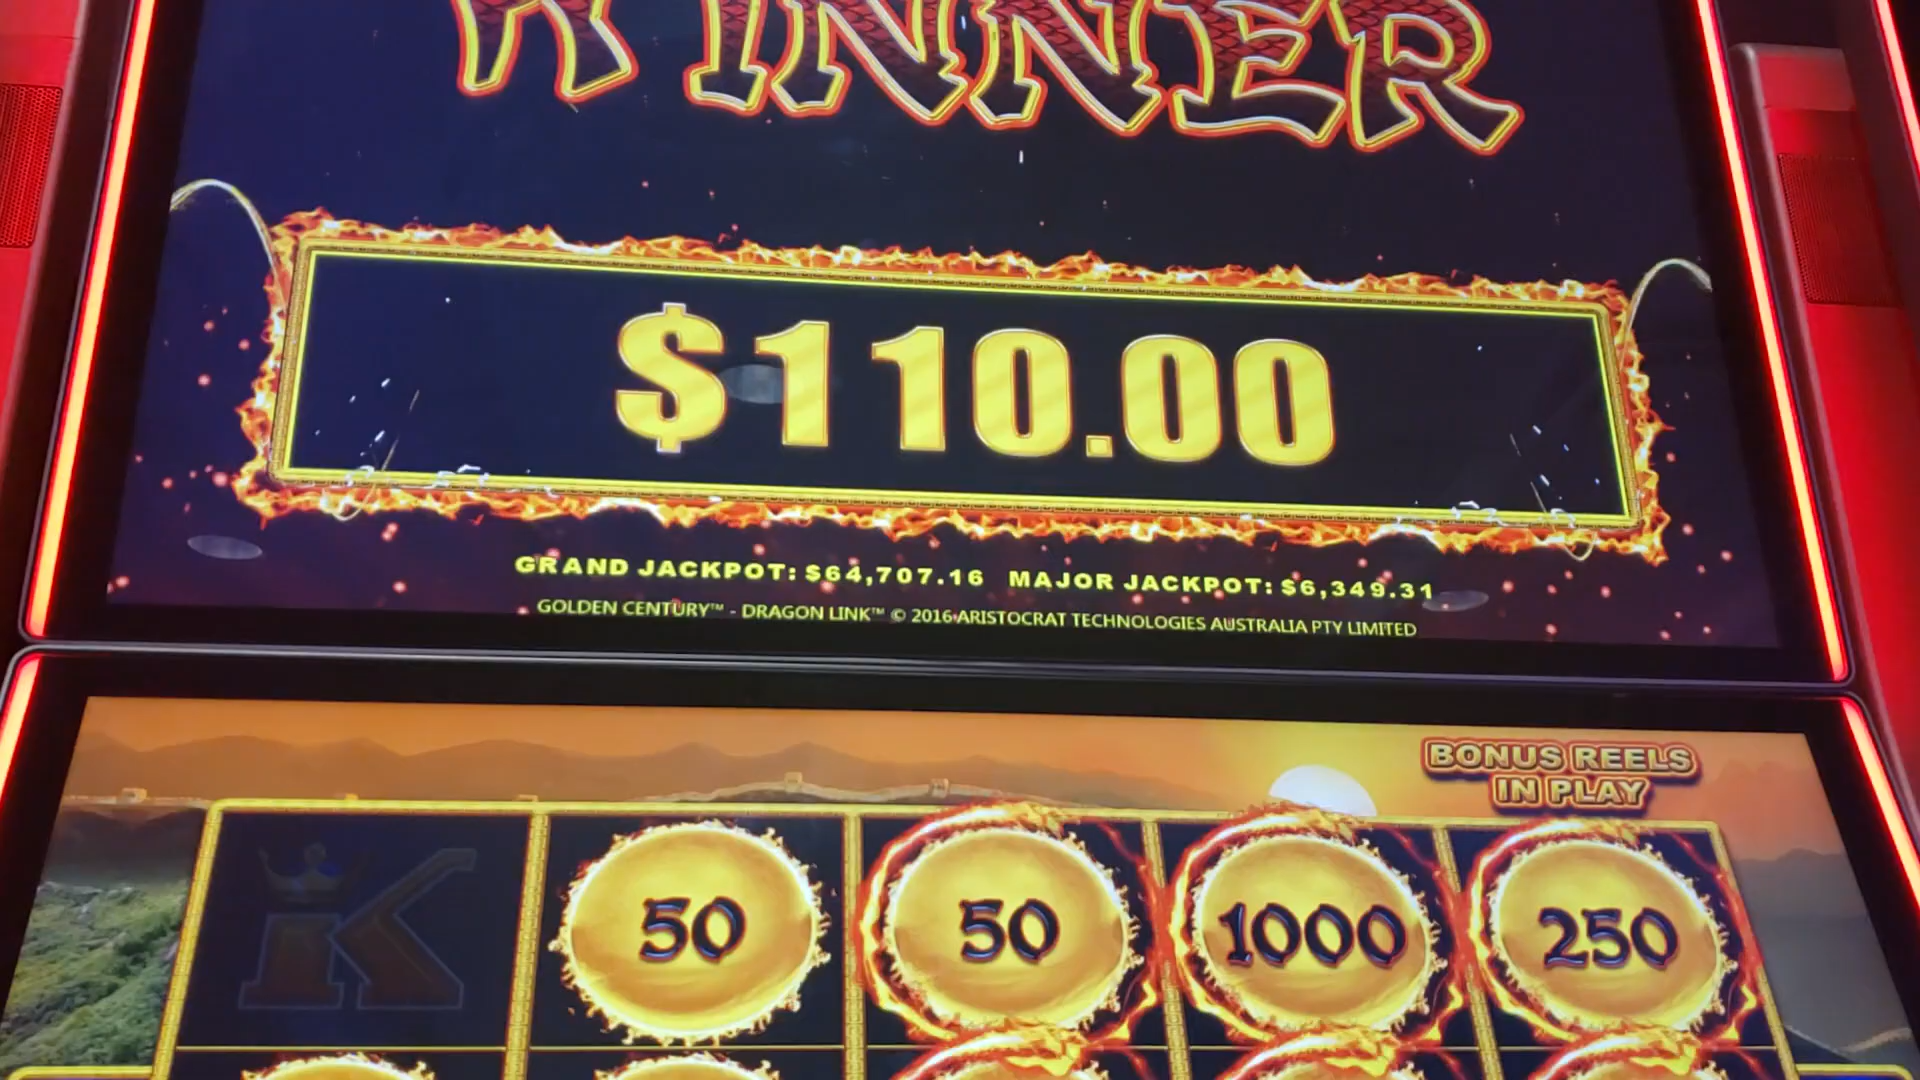 WINNER
$110.00
GRAND JACKPOT: $64,707.16 MAJOR JACKPOT: $6,349.31
GOLDEN CENTURY™ - DRAGON LINK™ © 2016 ARISTOCRAT TECHNOLOGIES AUSTRALIA PTY LIMITED
BONUS REELS
IN PLAY
K 50 50 1000 250